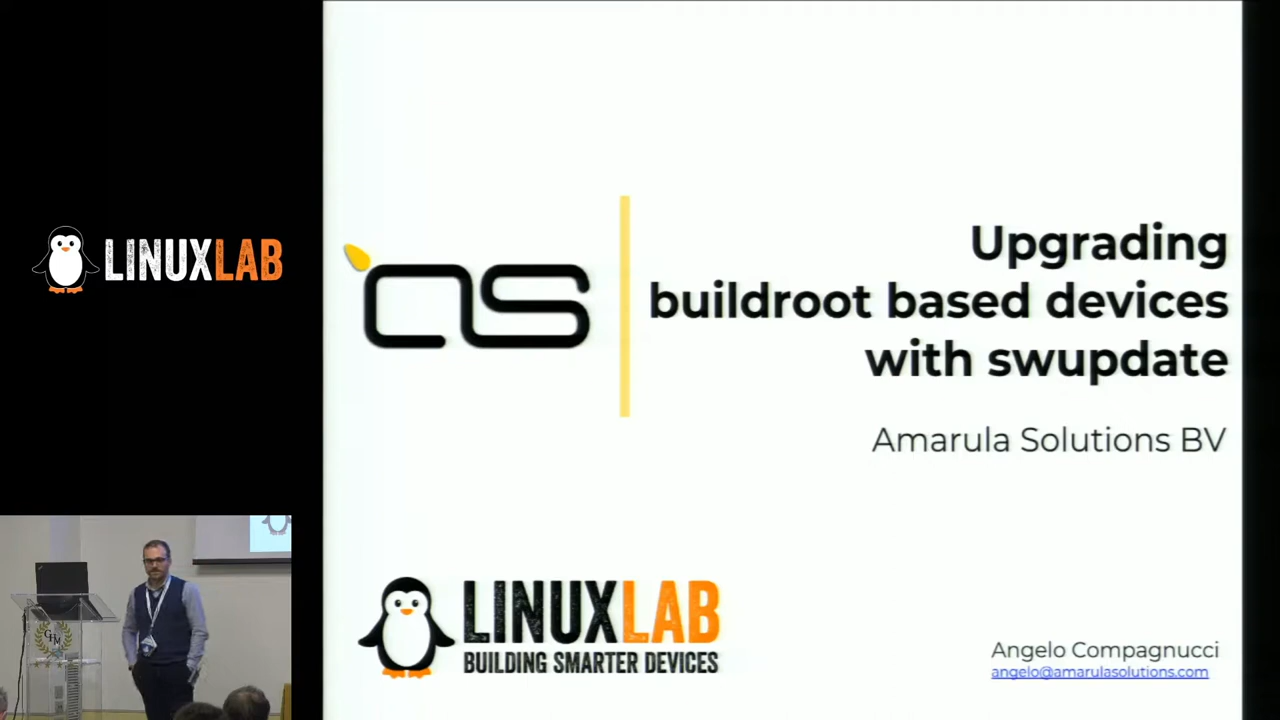 LINUXLAB
Upgrading
buildroot based devices
with swupdate
Amarula Solutions BV
as
LINUXLAB
BUILDING SMARTER DEVICES
Angelo Compagnucci
angelo@amarulasolutions.com
GHM